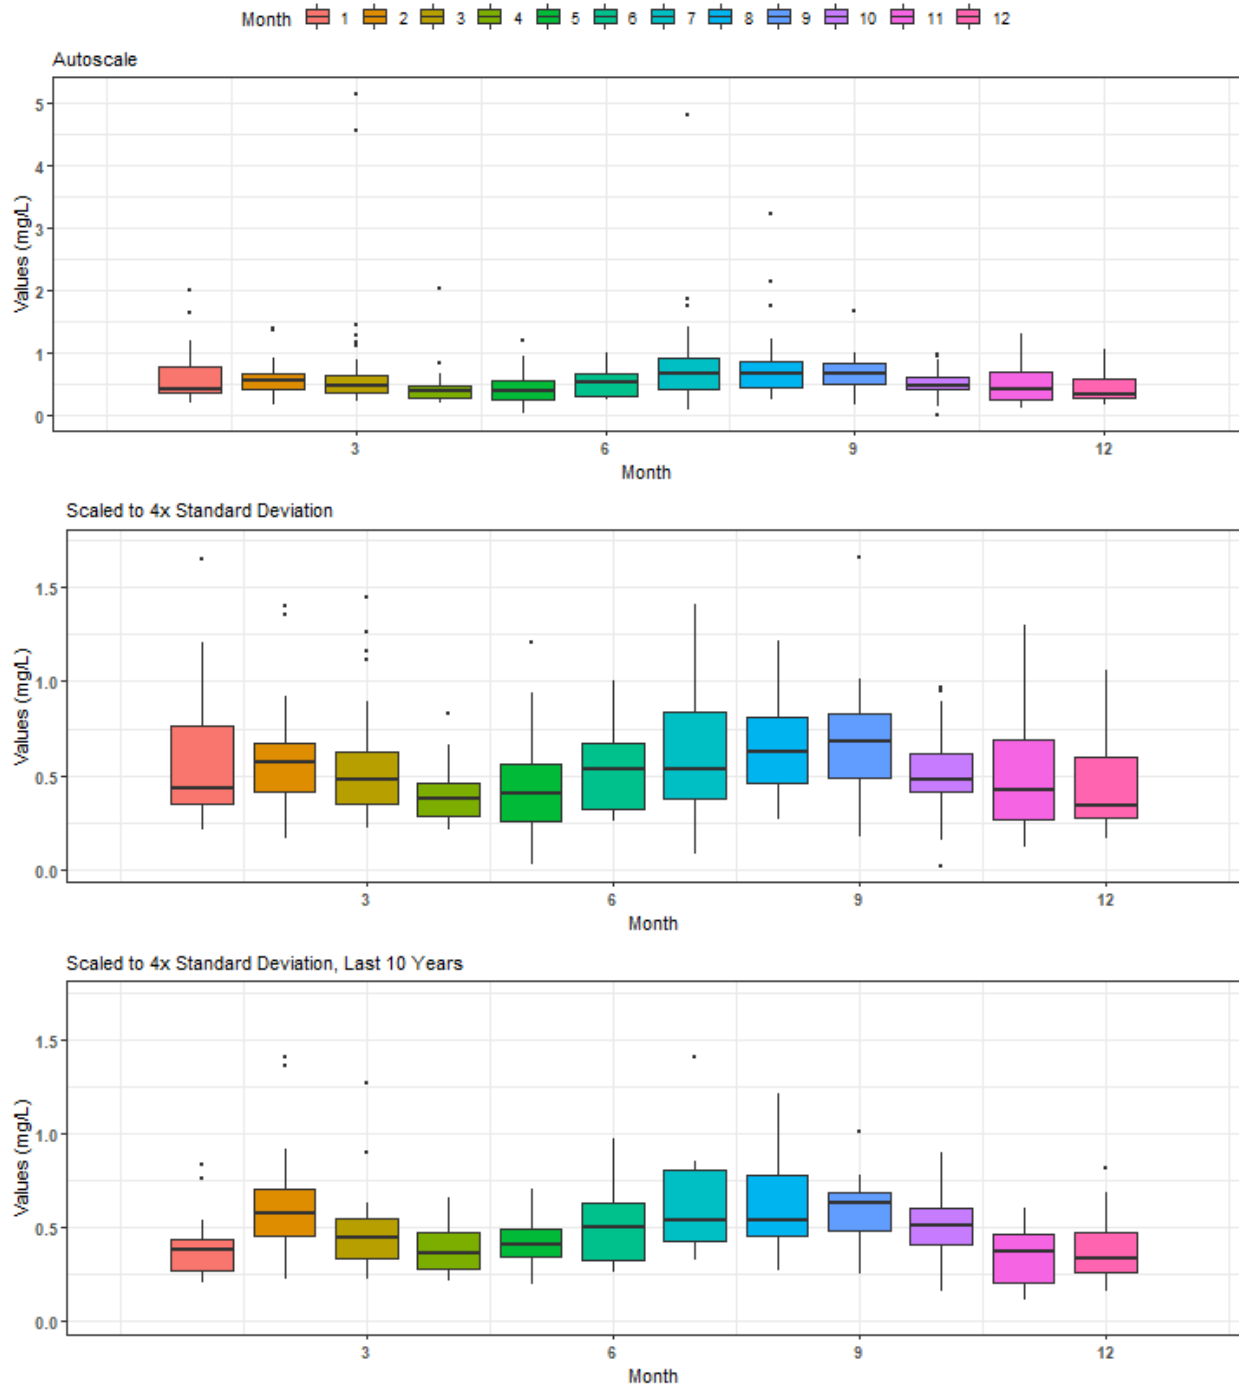 Month 1 2 3 4 5 6 7 8 9 10 11 12
Autoscale
Values (mg/L)
5
4
3
2
1
0
3 6 9 12
Month
Scaled to 4x Standard Deviation
Values (mg/L)
1.5
1.0
0.5
0.0
3 6 9 12
Month
Scaled to 4x Standard Deviation, Last 10 Years
Values (mg/L)
1.5
1.0
0.5
0.0
3 6 9 12
Month